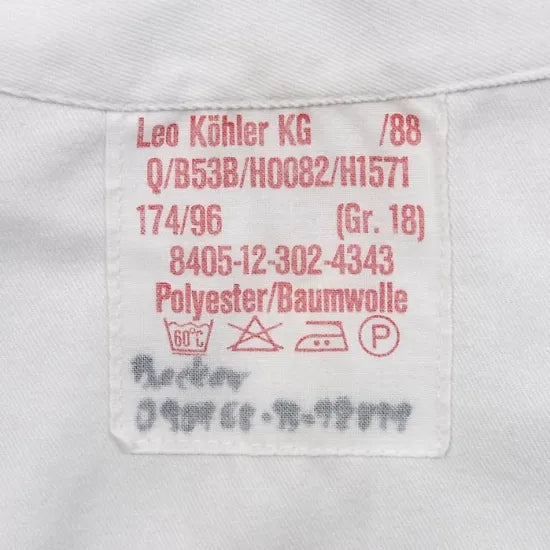 Leo Köhler KG /88
Q/B53B/H0082/H1571
174/96 (Gr. 18)
8405-12-302-4343
Polyester/Baumwolle
60°C P